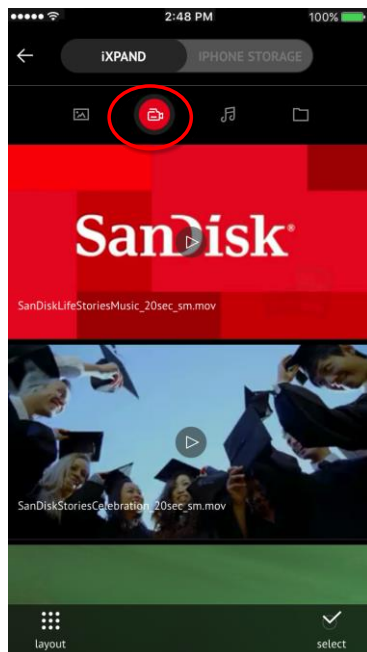 2:48 PM
100%
iXPAND
IPHONE STORAGE
SanDisk®
SanDiskLifeStoriesMusic_20sec_sm.mov
SanDiskStoriesCelebration_20sec_sm.mov
layout
select